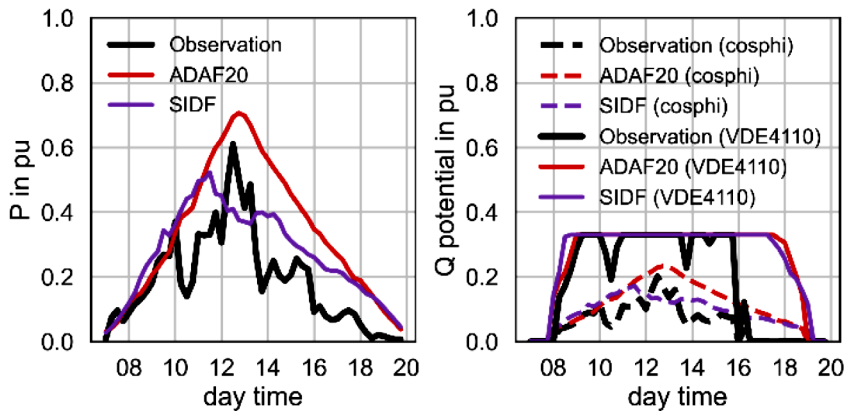 1.0
0.8
0.6
0.4
0.2
0.0
P in pu
Observation
ADAF20
SIDF
08 10 12 14 16 18 20
day time
1.0
0.8
0.6
0.4
0.2
0.0
Q potential in pu
Observation (cosphi)
ADAF20 (cosphi)
SIDF (cosphi)
Observation (VDE4110)
ADAF20 (VDE4110)
SIDF (VDE4110)
08 10 12 14 16 18 20
day time